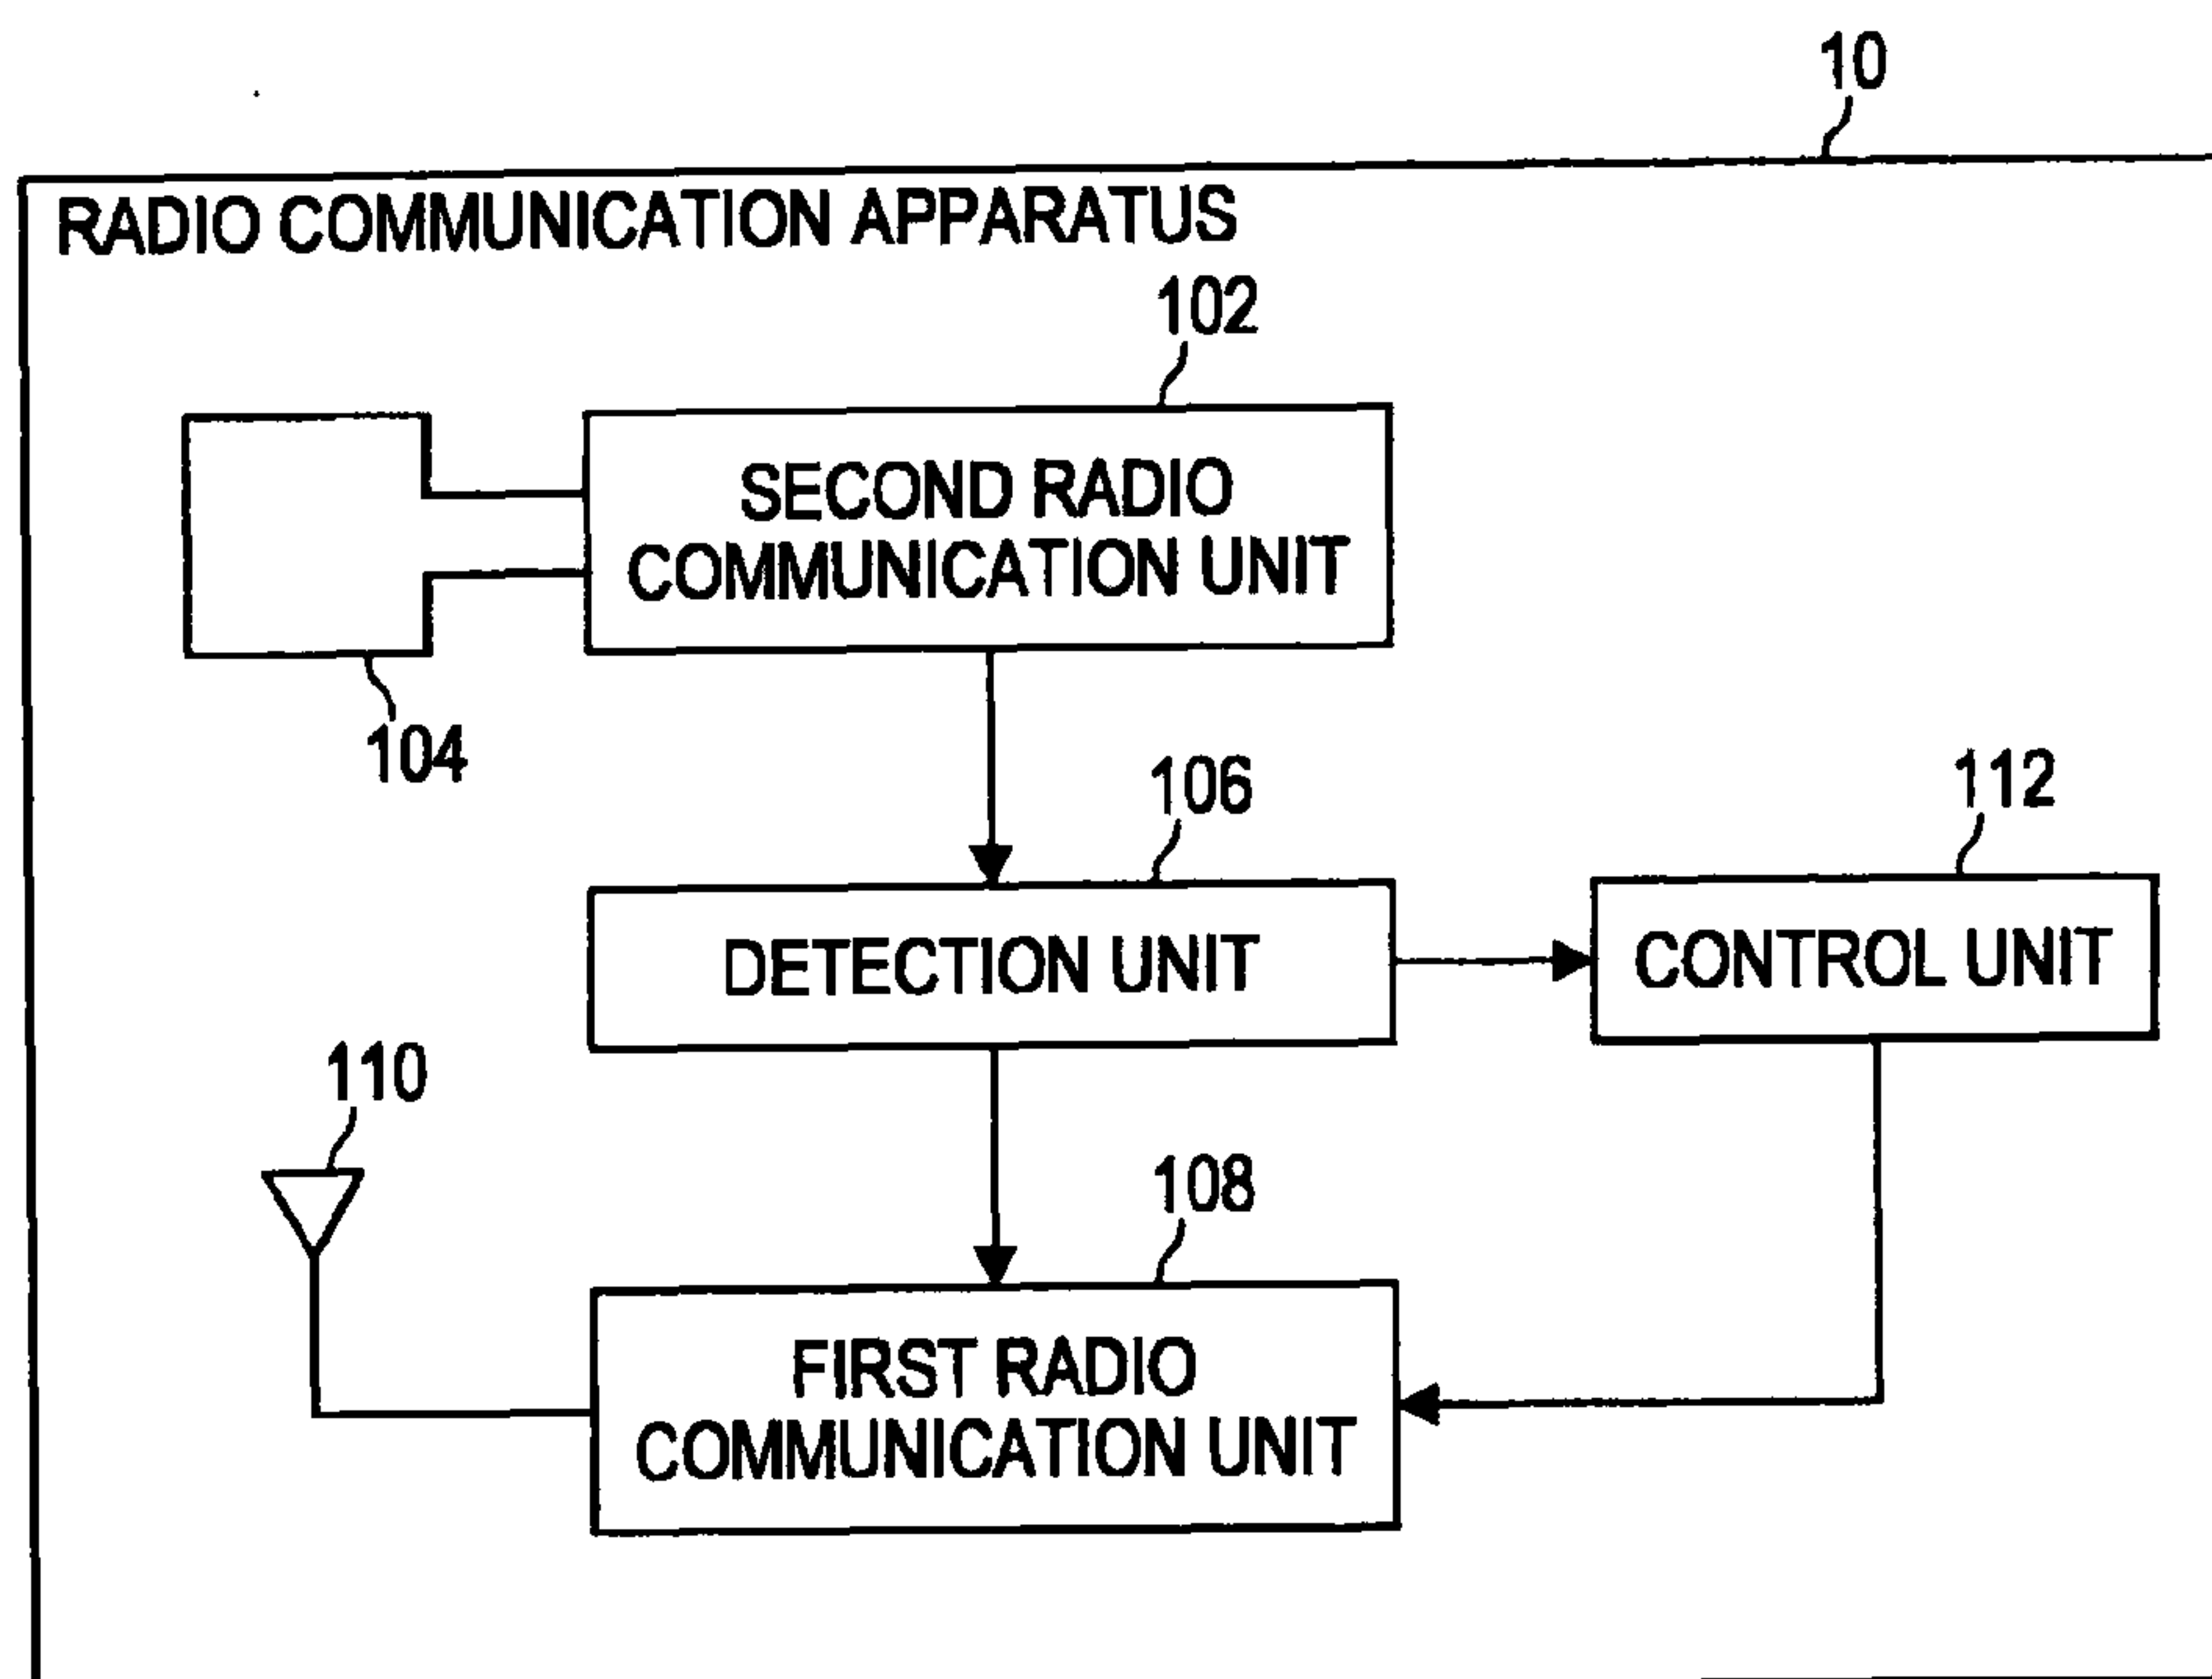 10
RADIO COMMUNICATION APPARATUS
102
SECOND RADIO
COMMUNICATION UNIT
104
106
112
DETECTION UNIT
CONTROL UNIT
110
108
FIRST RADIO
COMMUNICATION UNIT